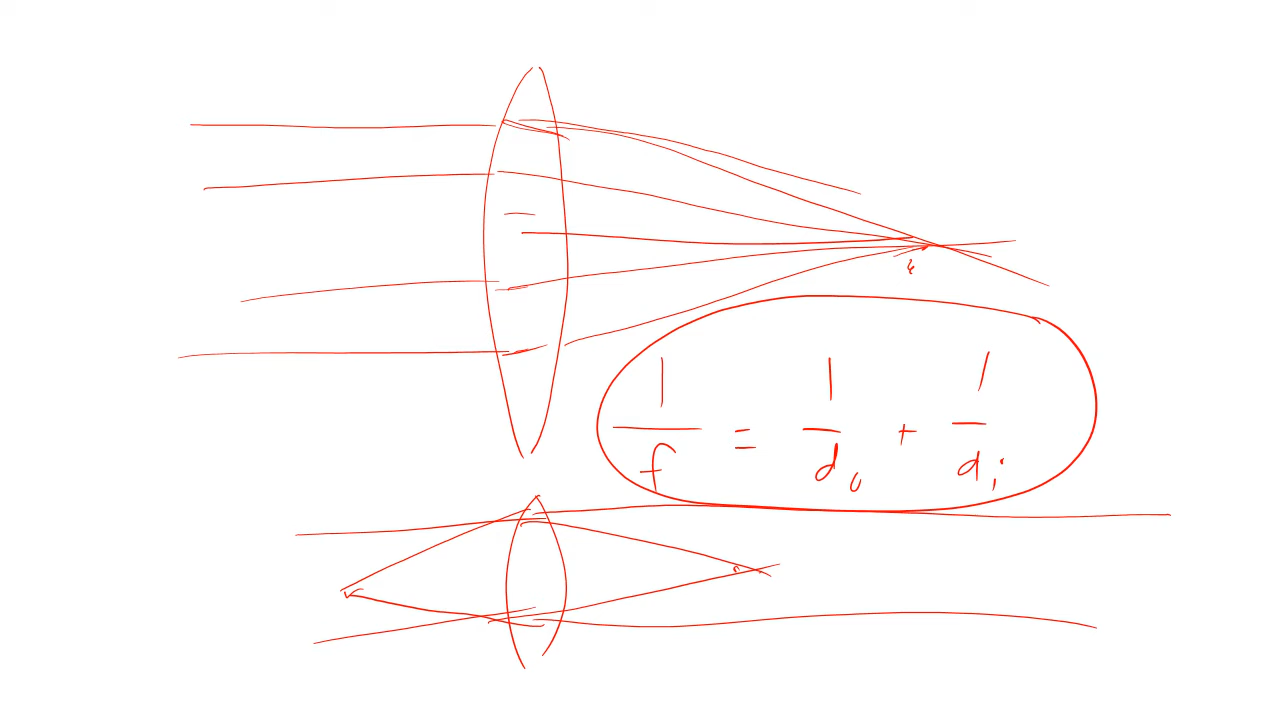 1/f = 1/d₀ + 1/dᵢ